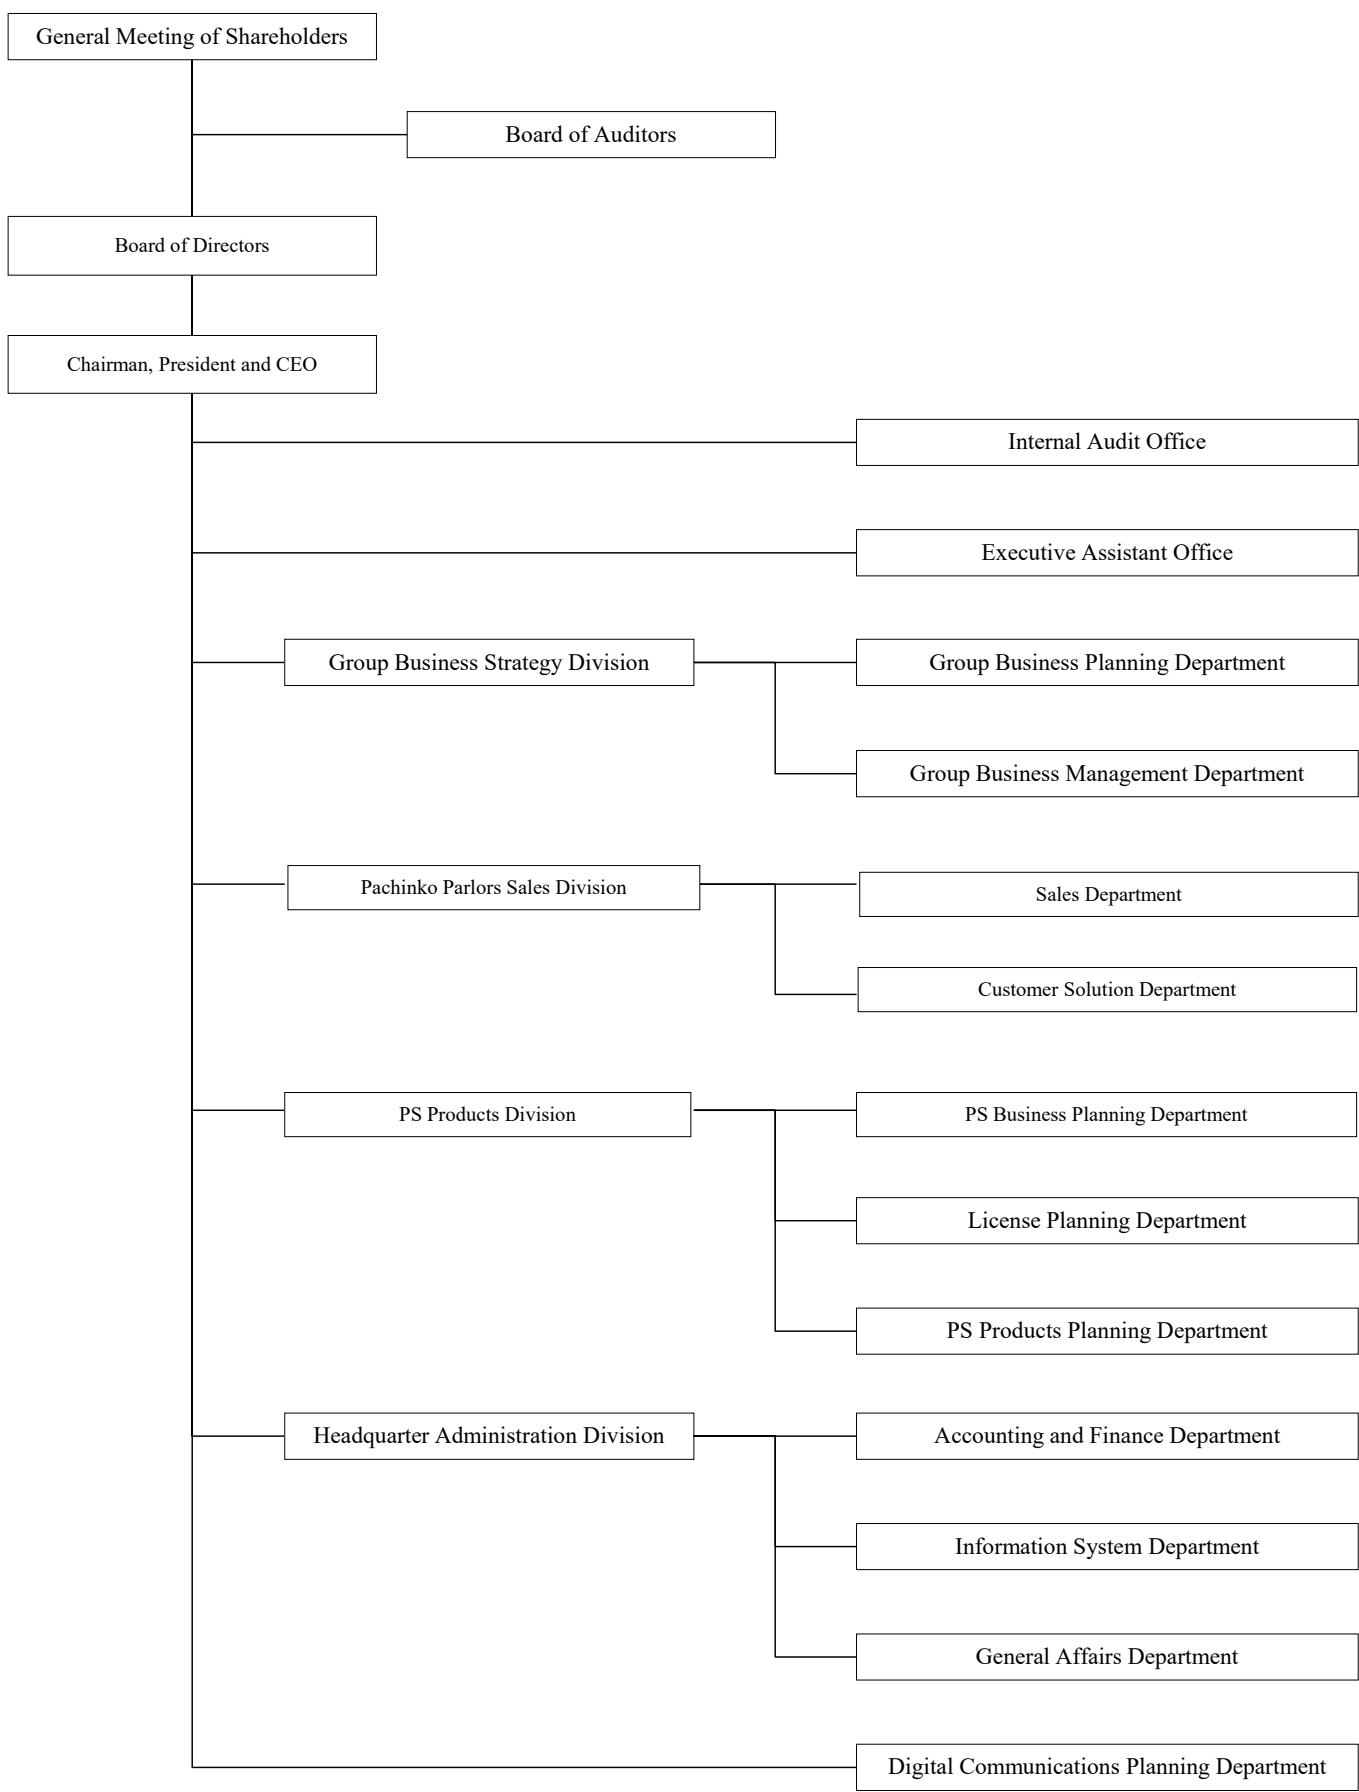 General Meeting of Shareholders
Board of Auditors
Board of Directors
Chairman, President and CEO
Internal Audit Office
Executive Assistant Office
Group Business Strategy Division
Group Business Planning Department
Group Business Management Department
Pachinko Parlors Sales Division
Sales Department
Customer Solution Department
PS Products Division
PS Business Planning Department
License Planning Department
PS Products Planning Department
Headquarter Administration Division
Accounting and Finance Department
Information System Department
General Affairs Department
Digital Communications Planning Department